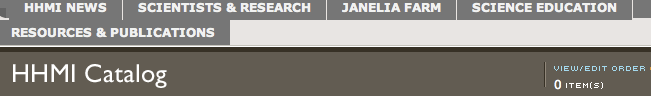 HHMI NEWS SCIENTISTS & RESEARCH JANELIA FARM SCIENCE EDUCATION
RESOURCES & PUBLICATIONS
HHMI Catalog
VIEW/EDIT ORDER
0 ITEM(S)